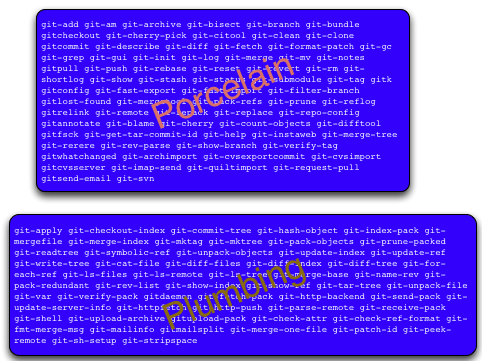 git-add git-am git-archive git-bisect git-branch git-bundle
gitcheckout git-cherry-pick git-citool git-clean git-clone
gitcommit git-describe git-diff git-fetch git-format-patch git-gc
git-grep git-gui git-init git-log git-merge git-mv git-notes
gitpull git-push git-rebase git-reset git-revert git-rm git-
shortlog git-show git-stash git-status git-submodule git-tag gitk
gitconfig git-fast-export git-fast-import git-filter-branch
gitlost-found git-mergetool git-pack-refs git-prune git-reflog
gitrelink git-remote git-repack git-replace git-repo-config
gitannotate git-blame git-cherry git-count-objects git-difftool
gitfsck git-get-tar-commit-id git-help git-instaweb git-merge-tree
git-rerere git-rev-parse git-show-branch git-verify-tag
gitwhatchanged git-archimport git-cvsexportcommit git-cvsimport
gitcvsserver git-imap-send git-quiltimport git-request-pull
gitsend-email git-svn
Porcelain
git-apply git-checkout-index git-commit-tree git-hash-object git-index-pack git-
mergefile git-merge-index git-mktag git-mktree git-pack-objects git-prune-packed
git-readtree git-symbolic-ref git-unpack-objects git-update-index git-update-ref
git-write-tree git-cat-file git-diff-files git-diff-index git-diff-tree git-for-
each-ref git-ls-files git-ls-remote git-ls-tree git-merge-base git-name-rev git-
pack-redundant git-rev-list git-show-index git-show-ref git-tar-tree git-unpack-file
git-var git-verify-pack gitdaemon git-fetch-pack git-http-backend git-send-pack git-
update-server-info git-http-fetch git-http-push git-parse-remote git-receive-pack
git-shell git-upload-archive git-upload-pack git-check-attr git-check-ref-format git-
fmt-merge-msg git-mailinfo git-mailsplit git-merge-one-file git-patch-id git-peek-
remote git-sh-setup git-stripspace
Plumbing